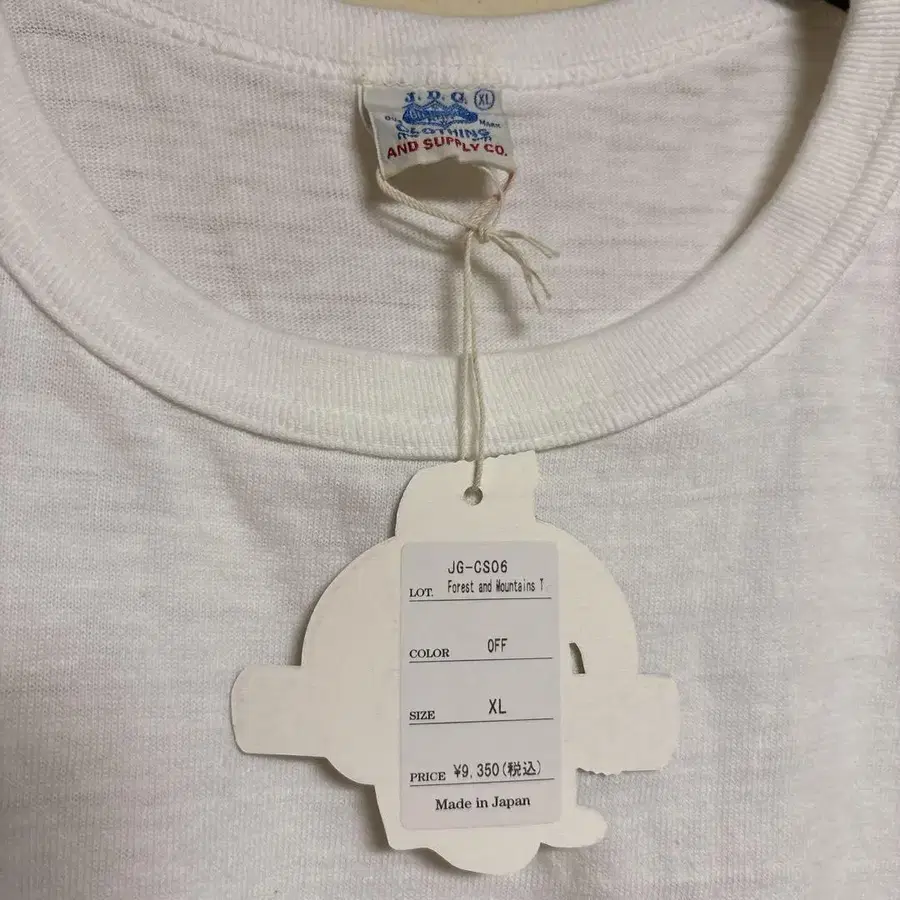 J. D. G. XL
MARK
CLOTHING
AND SUPPLY CO.
JG-CS06
LOT. Forest and Mountains T
COLOR OFF
SIZE XL
PRICE ¥9,350(税込)
Made in Japan